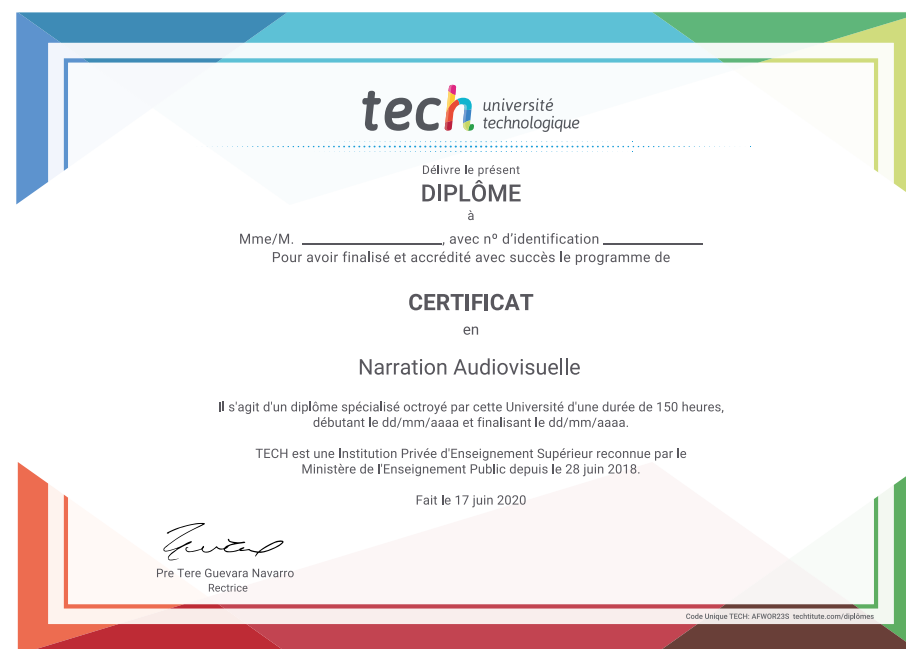 tech université
technologique
Délivre le présent
DIPLÔME
à
Mme/M. ____________________, avec nº d'identification ______________
Pour avoir finalisé et accrédité avec succès le programme de
CERTIFICAT
en
Narration Audiovisuelle
Il s'agit d'un diplôme spécialisé octroyé par cette Université d'une durée de 150 heures,
débutant le dd/mm/aaaa et finalisant le dd/mm/aaaa.
TECH est une Institution Privée d'Enseignement Supérieur reconnue par le
Ministère de l'Enseignement Public depuis le 28 juin 2018.
Fait le 17 juin 2020
Pre Tere Guevara Navarro
Rectrice
Code Unique TECH: AFWOR23S techtitute.com/diplômes